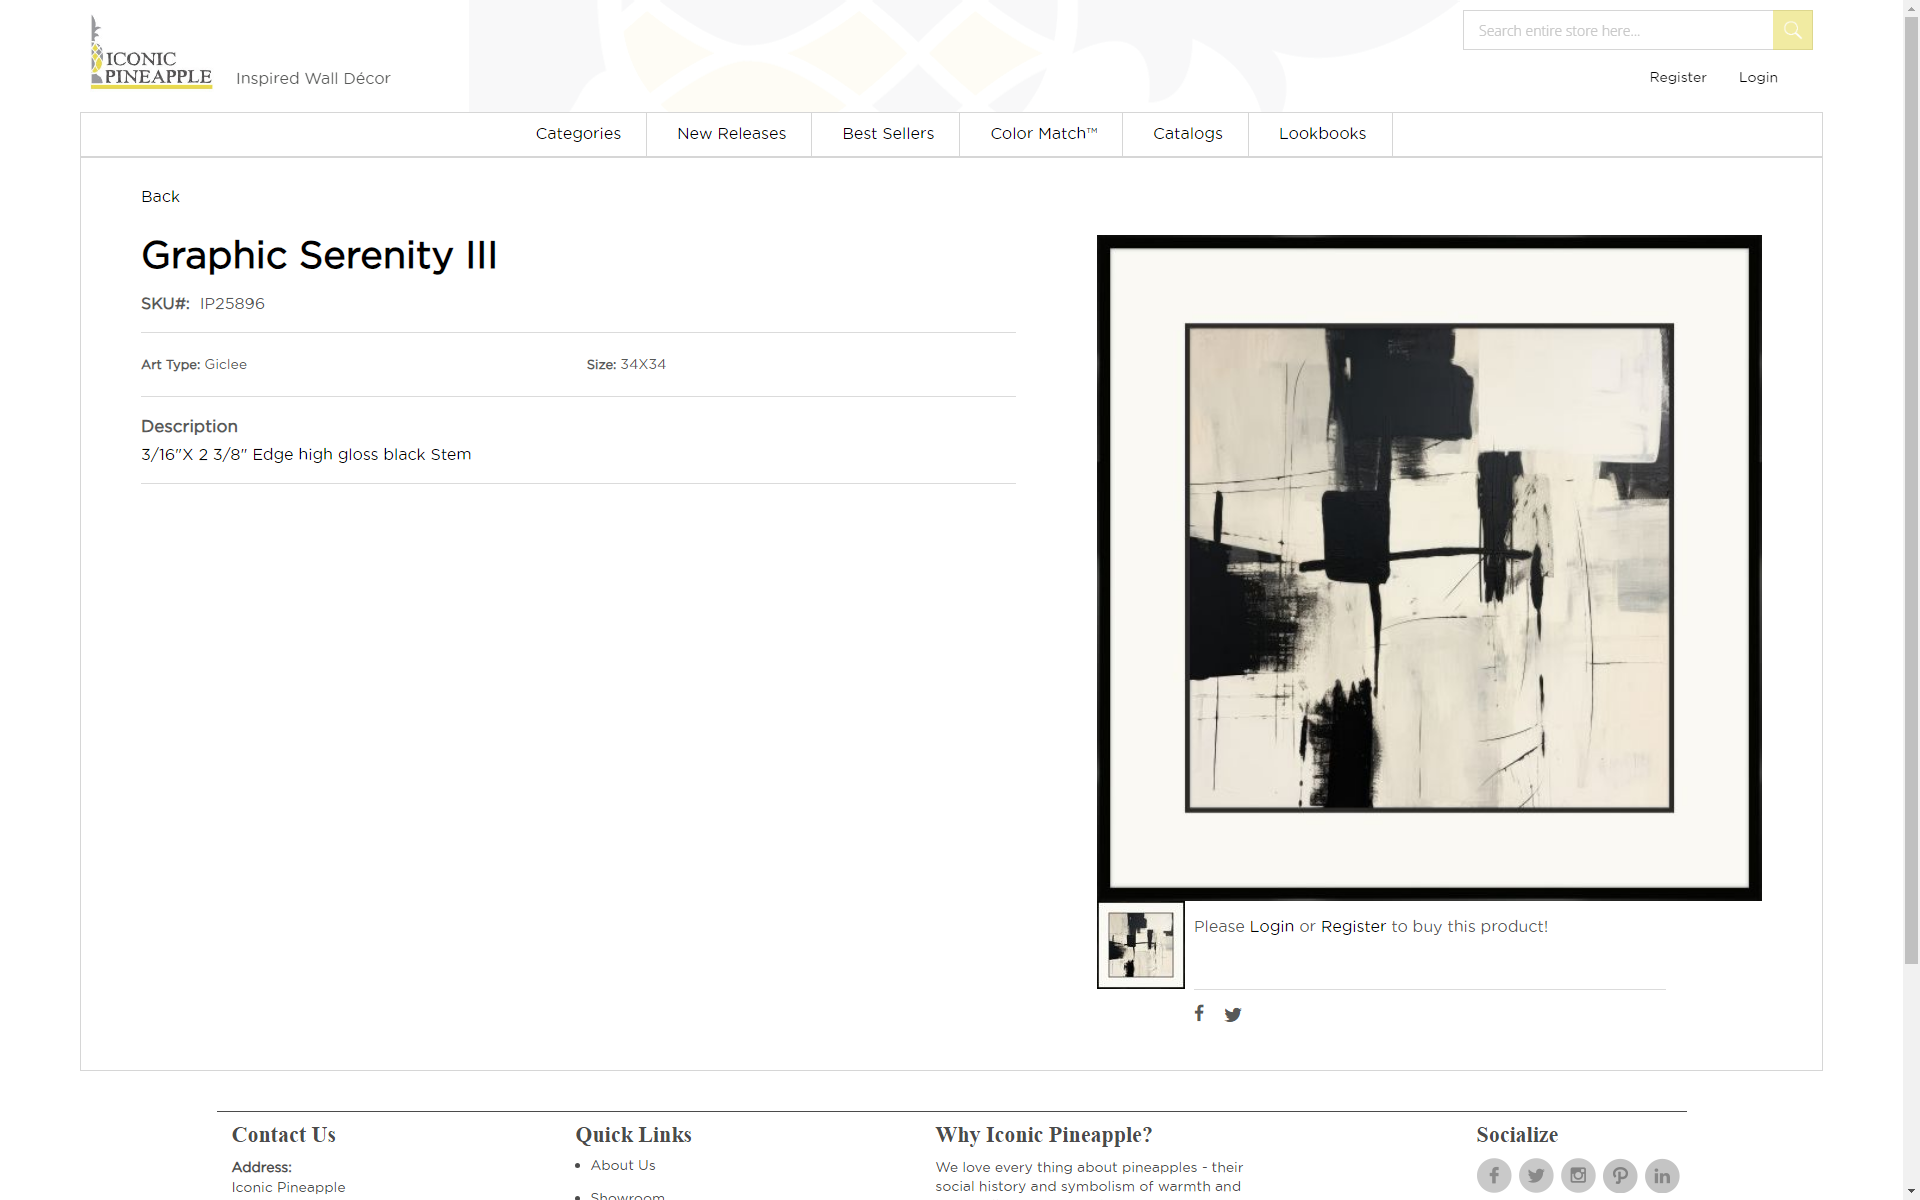 ICONIC
PINEAPPLE
Inspired Wall Décor
Search entire store here...
Register
Login
Categories
New Releases
Best Sellers
Color Match™
Catalogs
Lookbooks
Back
Graphic Serenity III
SKU#: IP25896
Art Type: Giclee
Size: 34X34
Description
3/16"X 2 3/8" Edge high gloss black Stem
Please Login or Register to buy this product!
Contact Us
Address:
Iconic Pineapple
Quick Links
About Us
Showroom
Why Iconic Pineapple?
We love every thing about pineapples - their
social history and symbolism of warmth and
Socialize